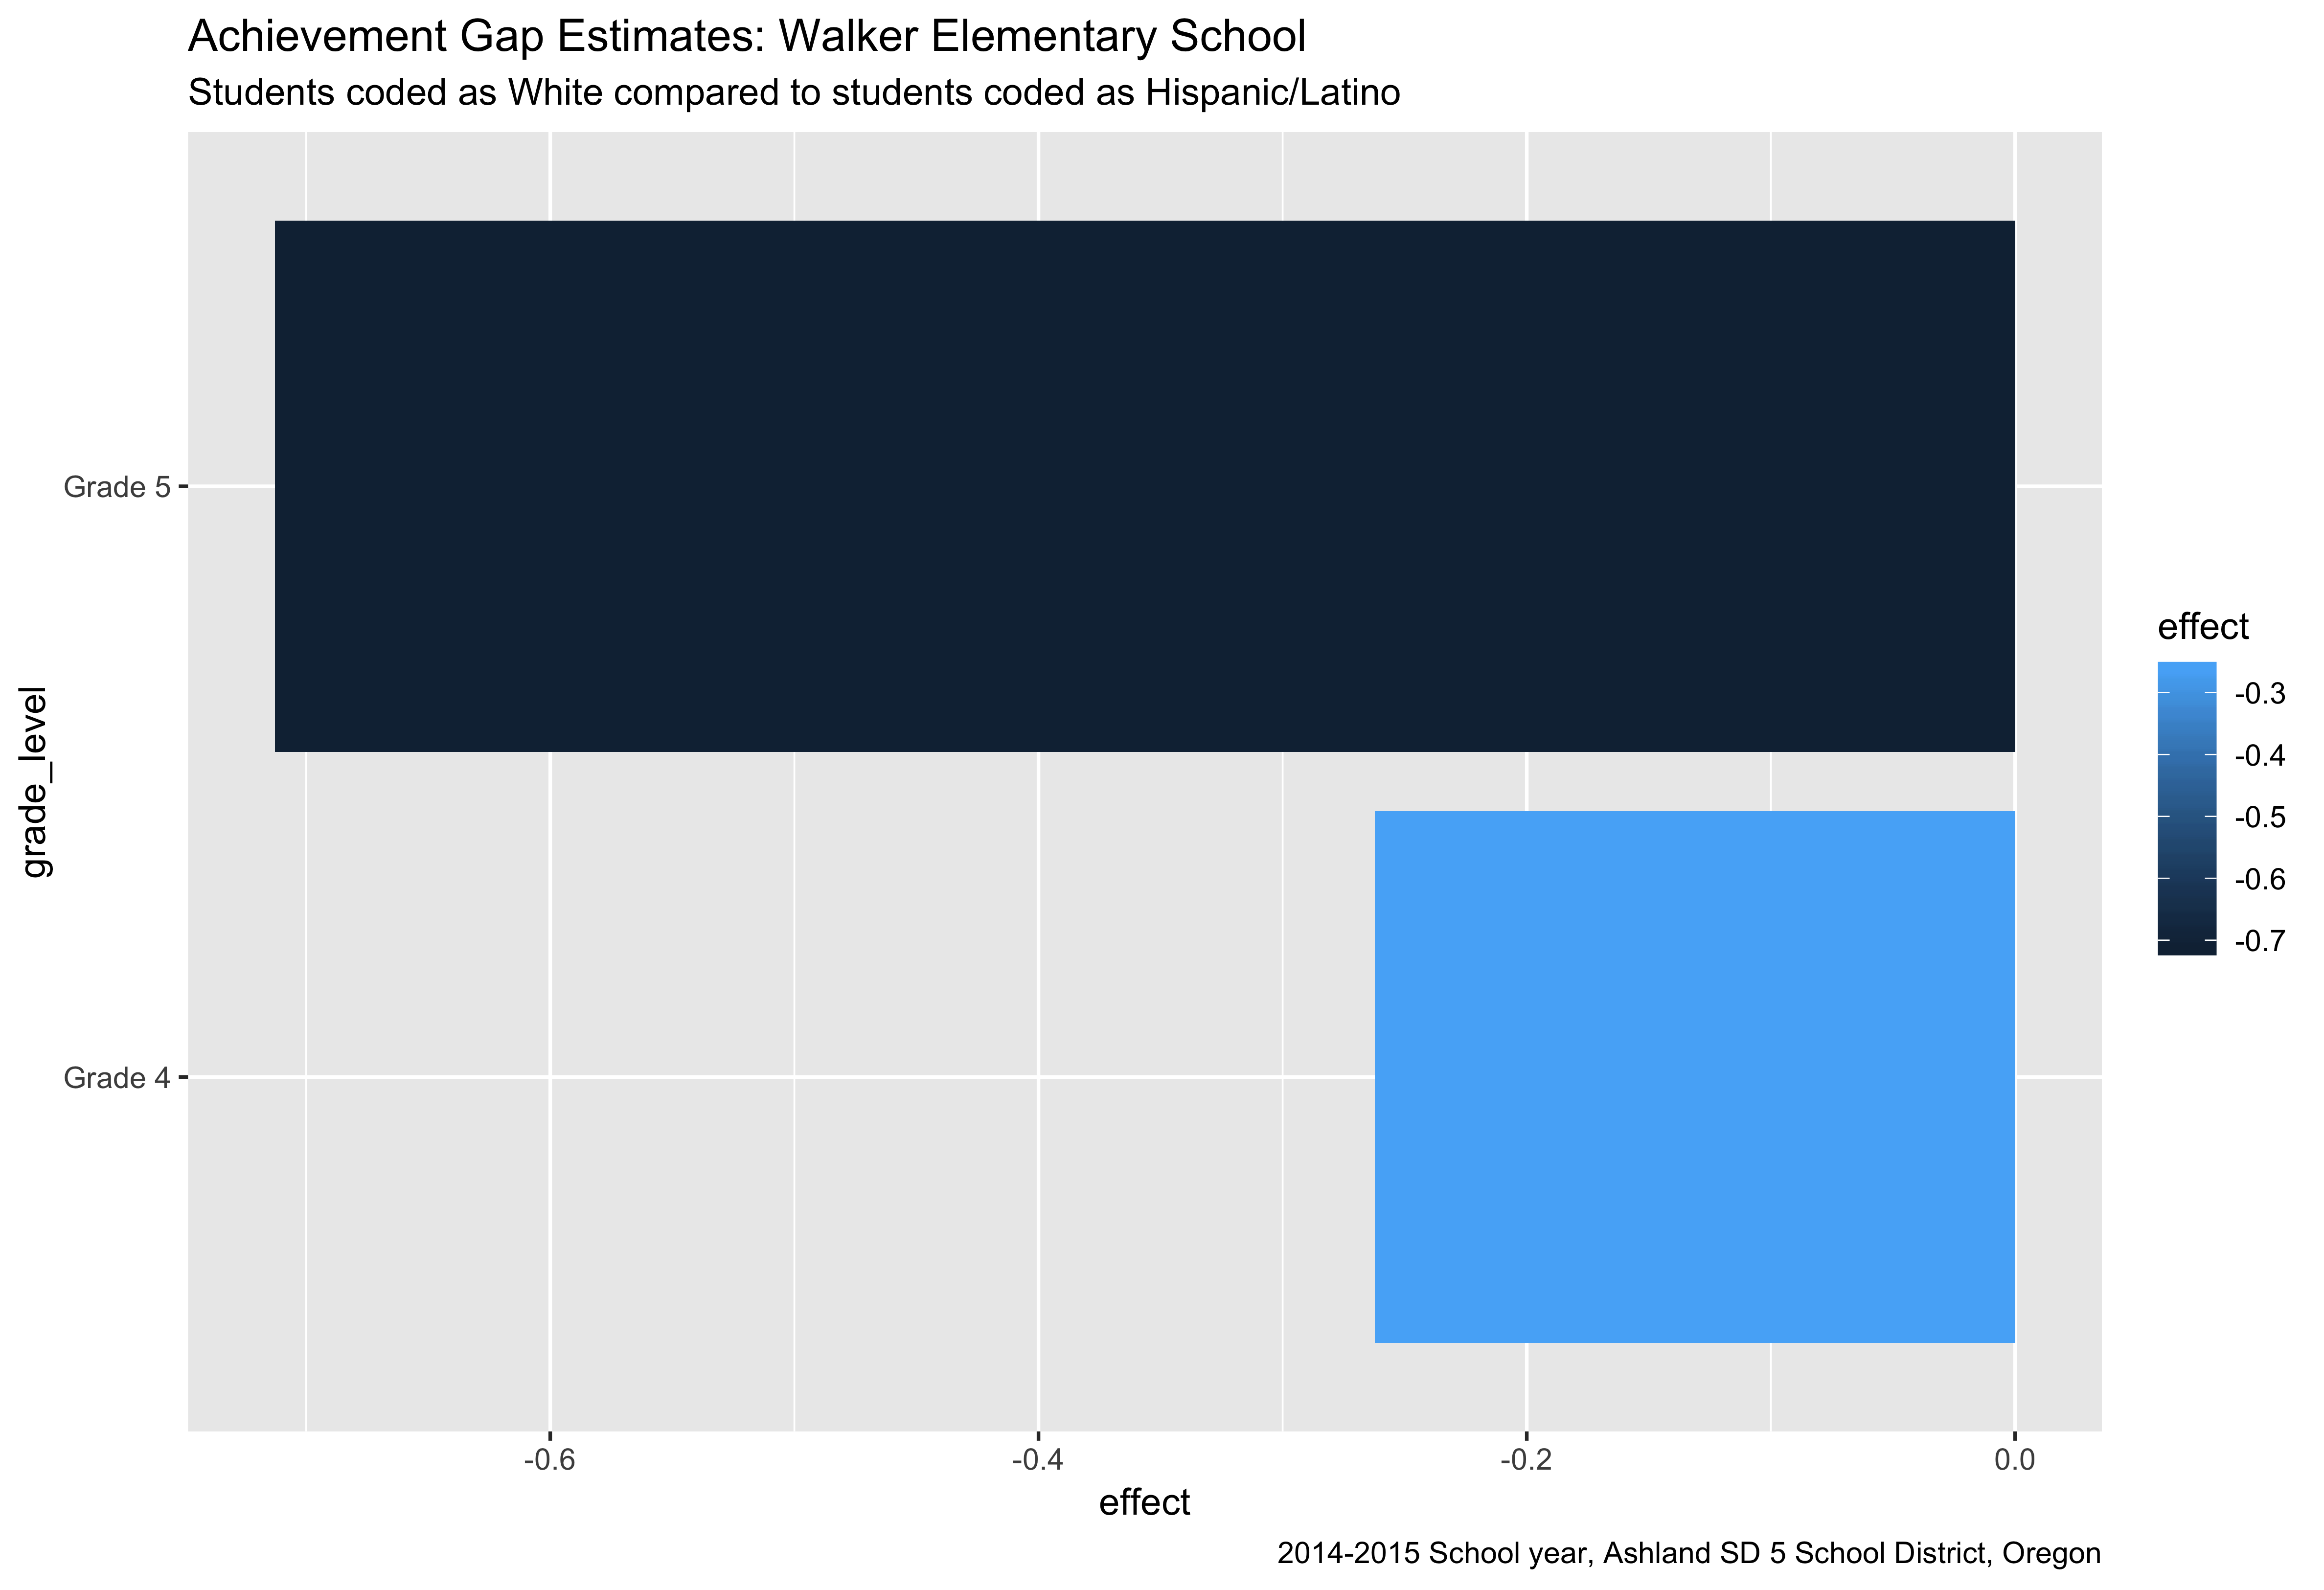 Achievement Gap Estimates: Walker Elementary School
Students coded as White compared to students coded as Hispanic/Latino
grade_level
Grade 5
Grade 4
-0.6
-0.4
-0.2
0.0
effect
effect
-0.3
-0.4
-0.5
-0.6
-0.7
2014-2015 School year, Ashland SD 5 School District, Oregon